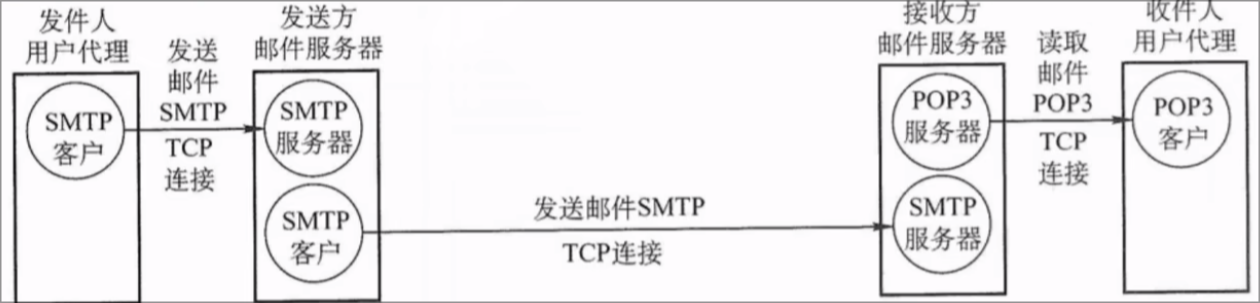 发件人
用户代理
发送
邮件
SMTP
TCP
连接
SMTP
客户
发送方
邮件服务器
SMTP
服务器
SMTP
客户
发送邮件SMTP
TCP连接
接收方
邮件服务器
POP3
服务器
SMTP
服务器
读取
邮件
POP3
TCP
连接
收件人
用户代理
POP3
客户